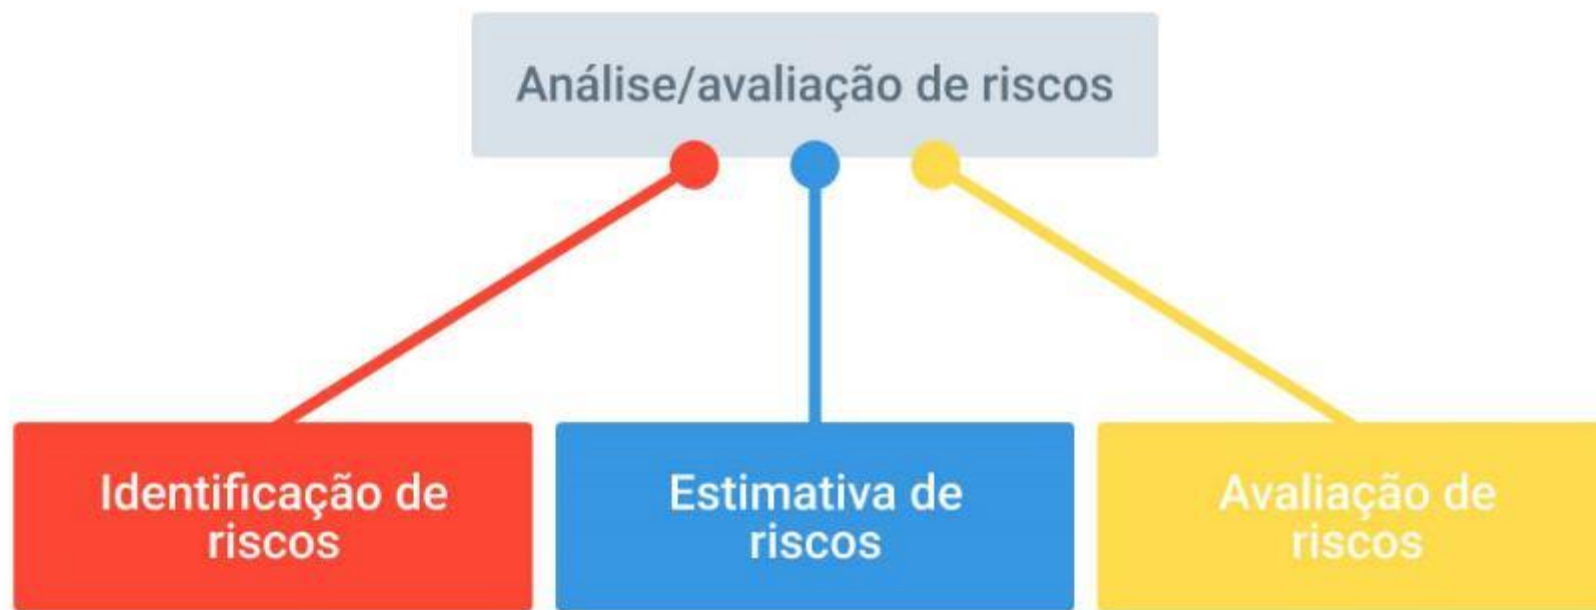 Análise/avaliação de riscos
Identificação de
riscos
Estimativa de
riscos
Avaliação de
riscos